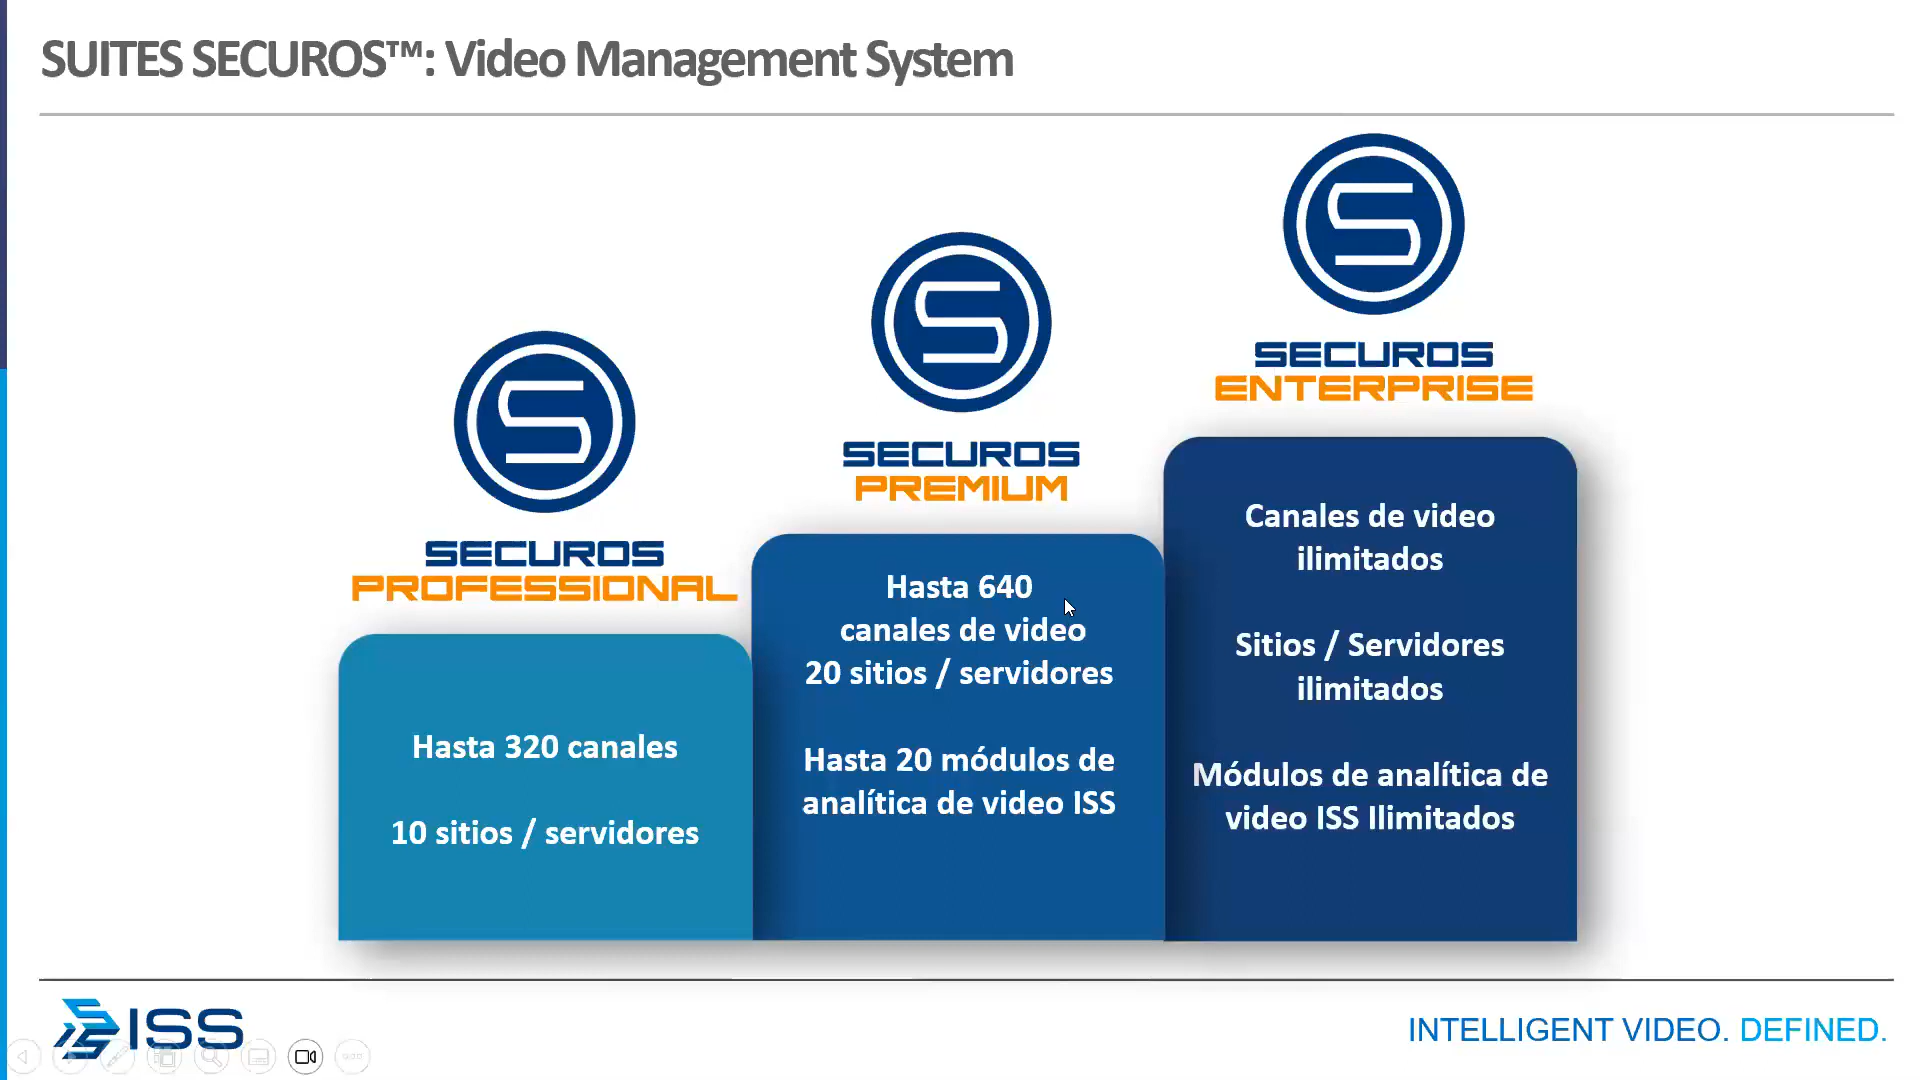 SUITES SECUROS™: Video Management System
SECUROS
PROFESSIONAL
Hasta 320 canales
10 sitios / servidores
SECUROS
PREMIUM
Hasta 640
canales de video
20 sitios / servidores
Hasta 20 módulos de
analítica de video ISS
SECUROS
ENTERPRISE
Canales de video
ilimitados
Sitios / Servidores
ilimitados
Módulos de analítica de
video ISS Ilimitados
ISS
INTELLIGENT VIDEO. DEFINED.